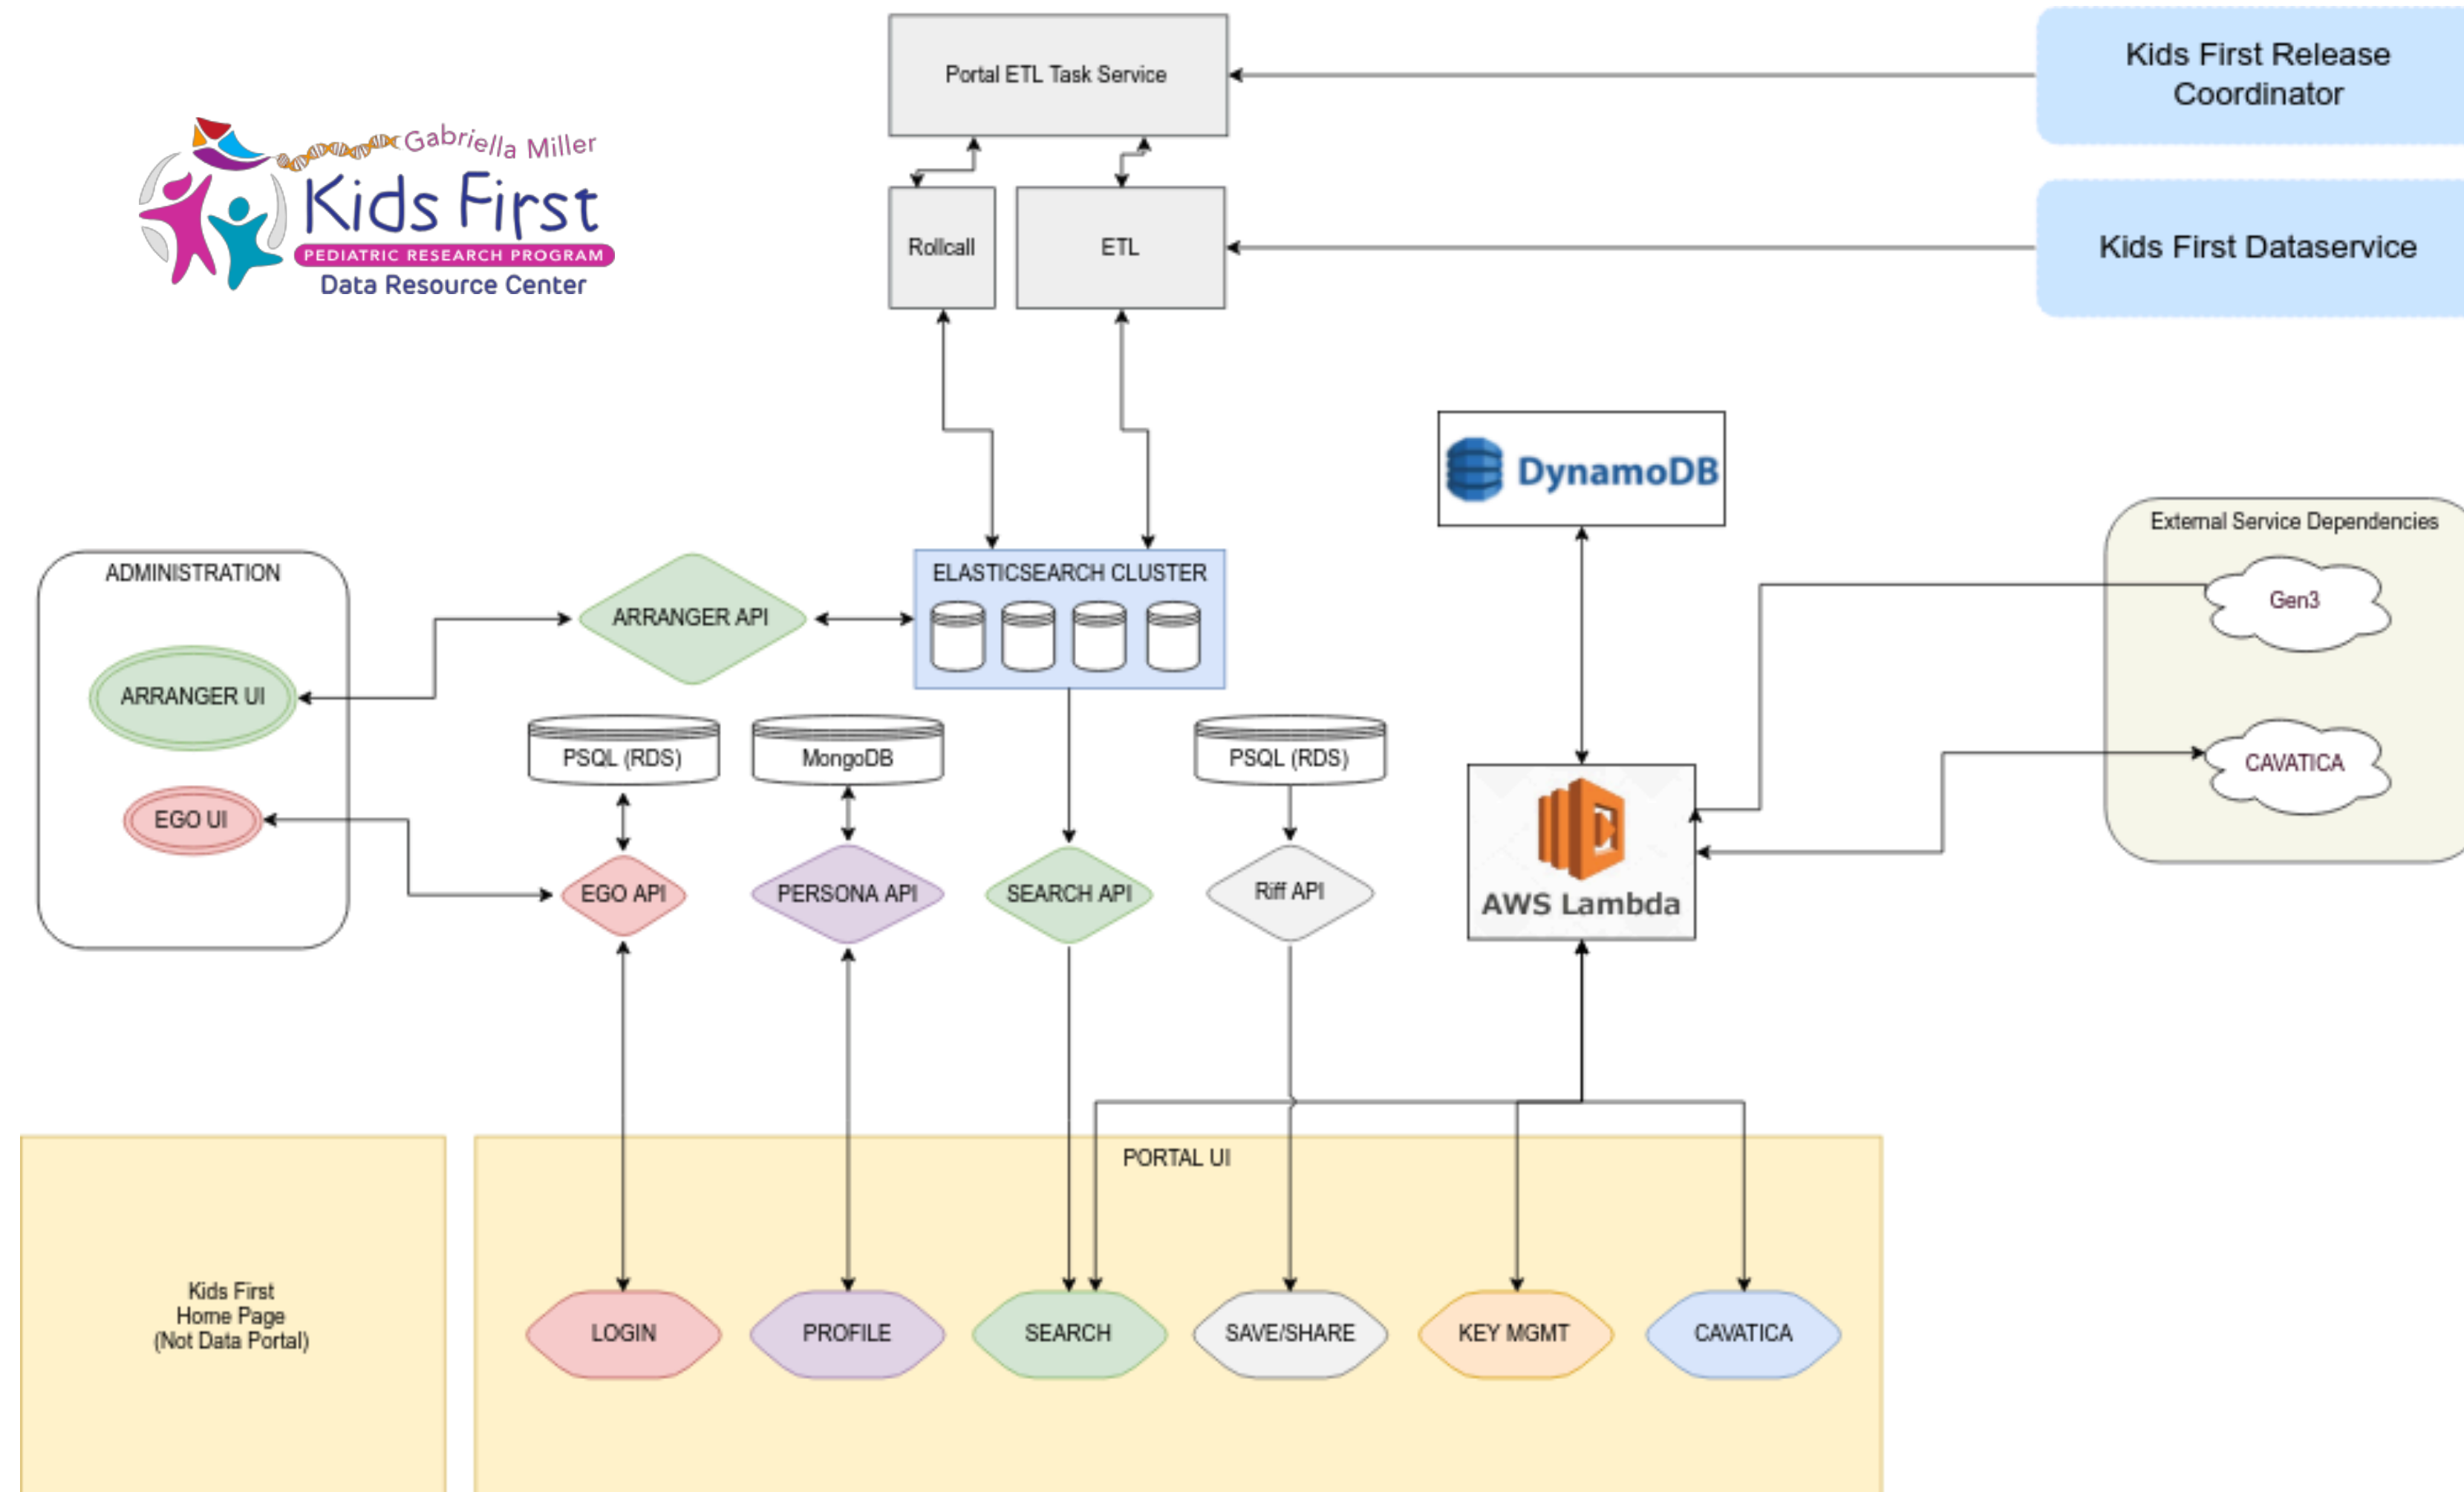 Portal ETL Task Service
Kids First Release
Coordinator
Gabriella Miller
Kids First
PEDIATRIC RESEARCH PROGRAM
Data Resource Center
Rollcall
ETL
Kids First Dataservice
DynamoDB
External Service Dependencies
Gen3
CAVATICA
ADMINISTRATION
ARRANGER UI
EGO UI
ARRANGER API
ELASTICSEARCH CLUSTER
PSQL (RDS)
MongoDB
PSQL (RDS)
EGO API
PERSONA API
SEARCH API
Riff API
AWS Lambda
PORTAL UI
Kids First
Home Page
(Not Data Portal)
LOGIN
PROFILE
SEARCH
SAVE/SHARE
KEY MGMT
CAVATICA